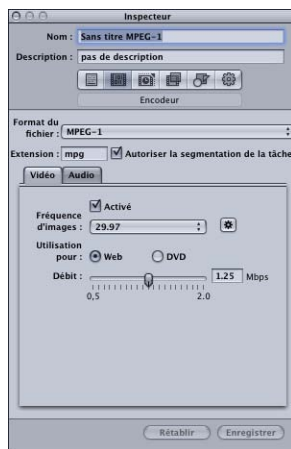 Inspecteur
Nom : Sans titre MPEG-1
Description : pas de description
Encodeur
Format du
fichier : MPEG-1
Extension : mpg Autoriser la segmentation de la tâche
Vidéo Audio
Activé
Fréquence
d'images : 29.97
Utilisation
pour : Web DVD
Débit : 1.25 Mbps
0,5 2.0
Rétablir Enregistrer